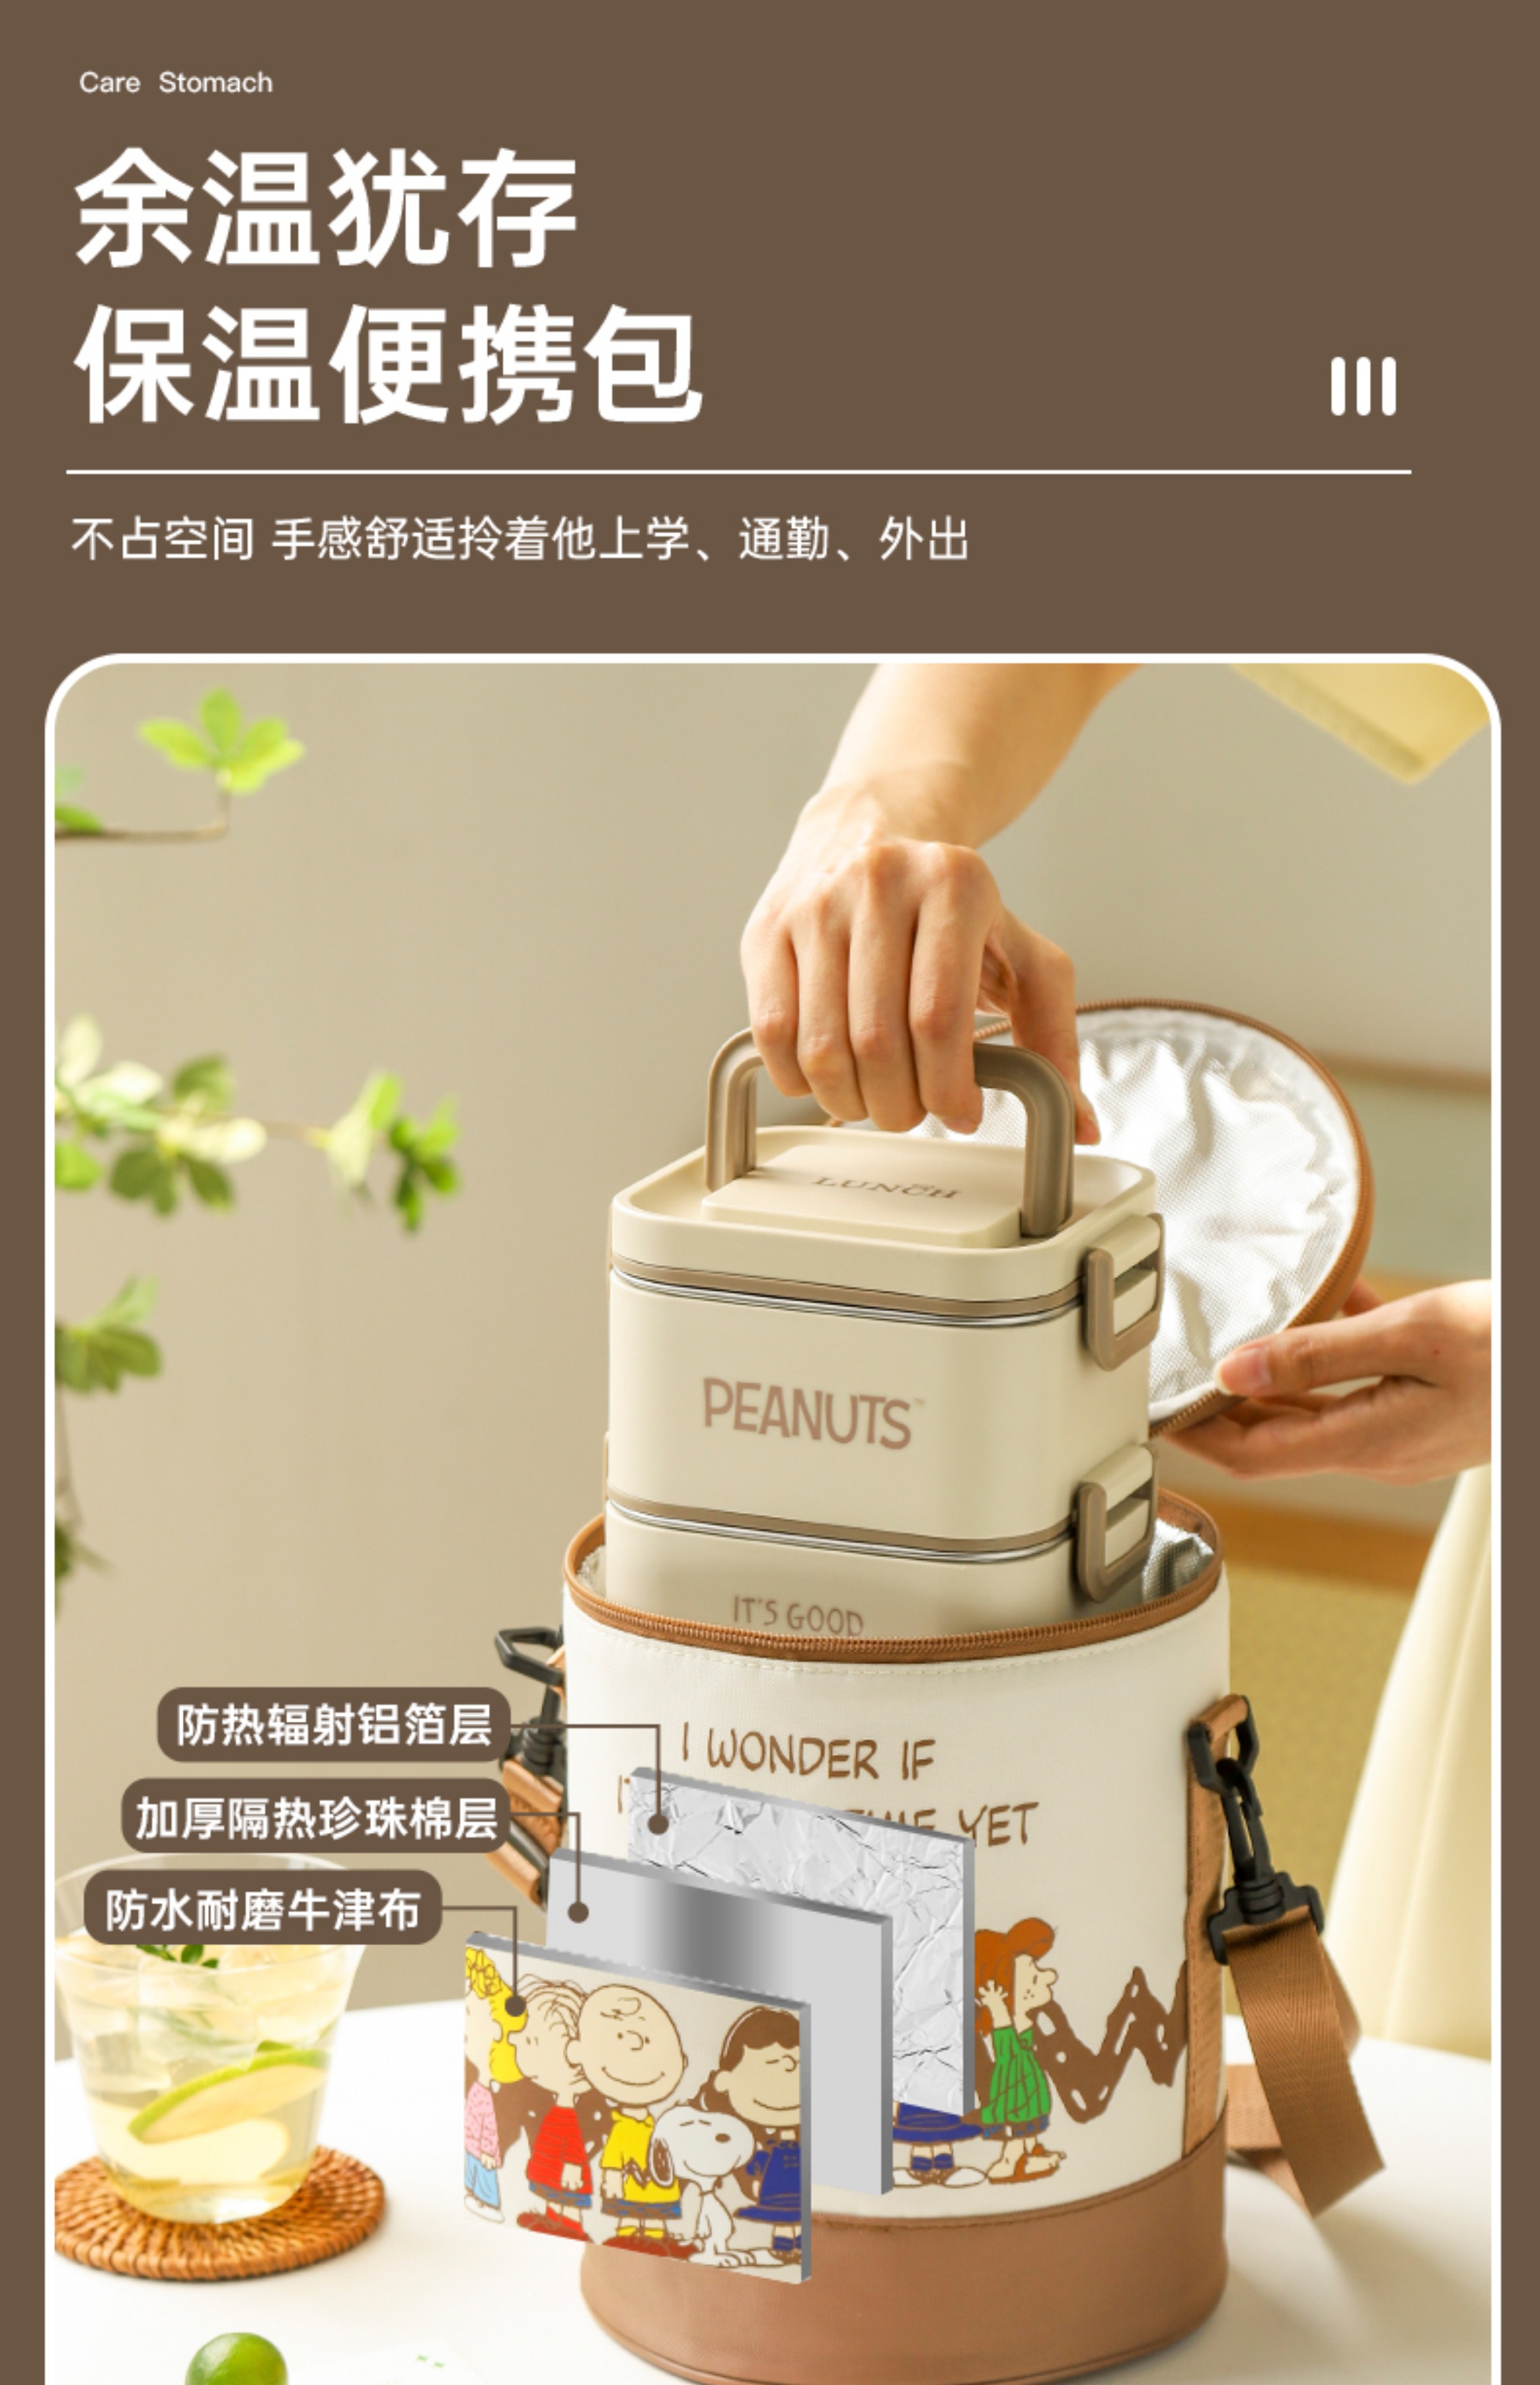 Care Stomach
余温犹存
保温便携包
不占空间 手感舒适拎着他上学、通勤、外出
LUNCH
PEANUTS™
IT'S GOOD
防热辐射铝箔层
I WONDER IF
YET
加厚隔热珍珠棉层
防水耐磨牛津布